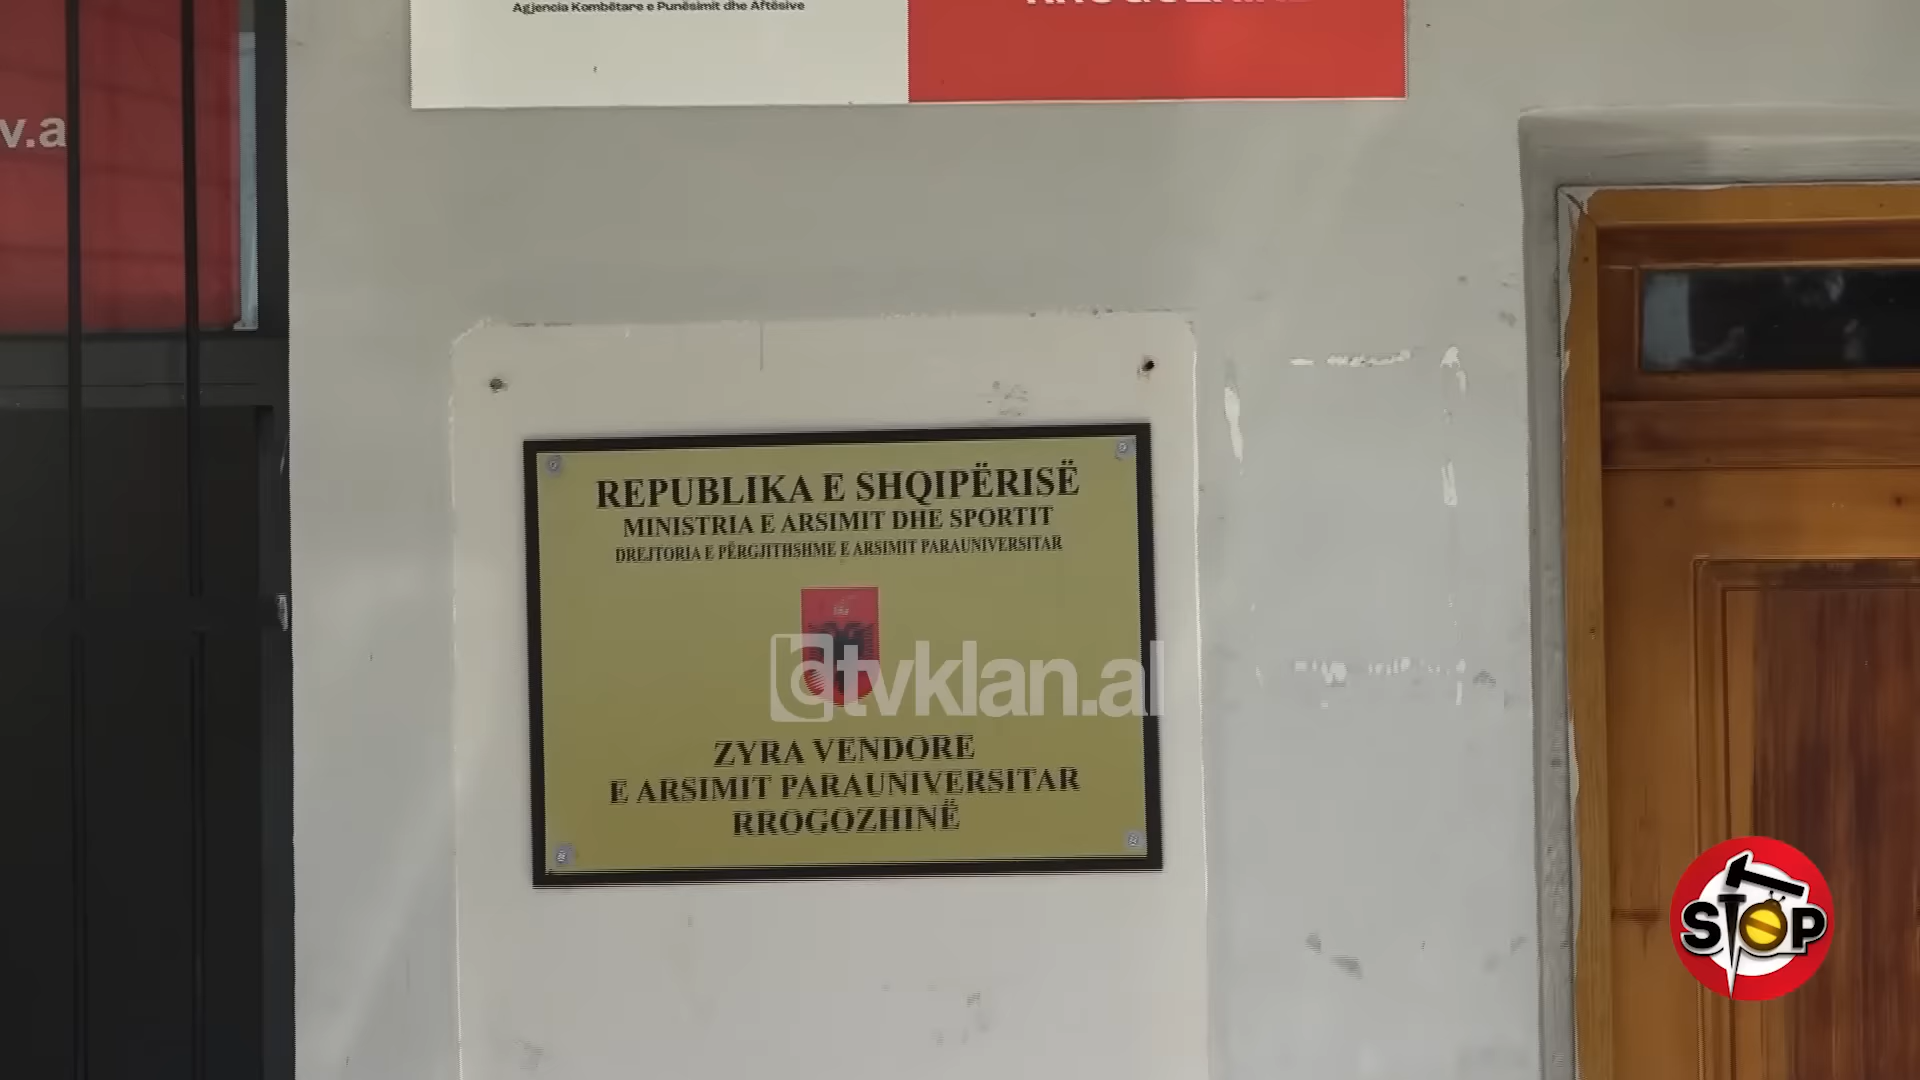 Agjencia Kombëtare e Punësimit dhe Aftësive
v.a
REPUBLIKA E SHQIPËRISË
MINISTRIA E ARSIMIT DHE SPORTIT
DREJTORIA E PËRGJITHSHME E ARSIMIT PARAUNIVERSITAR
tvklan.al
ZYRA VENDORE
E ARSIMIT PARAUNIVERSITAR
RROGOZHINË
STOP